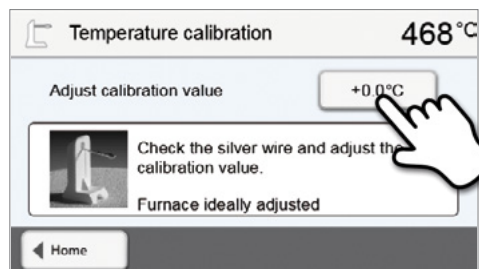 Temperature calibration 468°C
Adjust calibration value +0.0°C
Check the silver wire and adjust the
calibration value.
Furnace ideally adjusted
Home